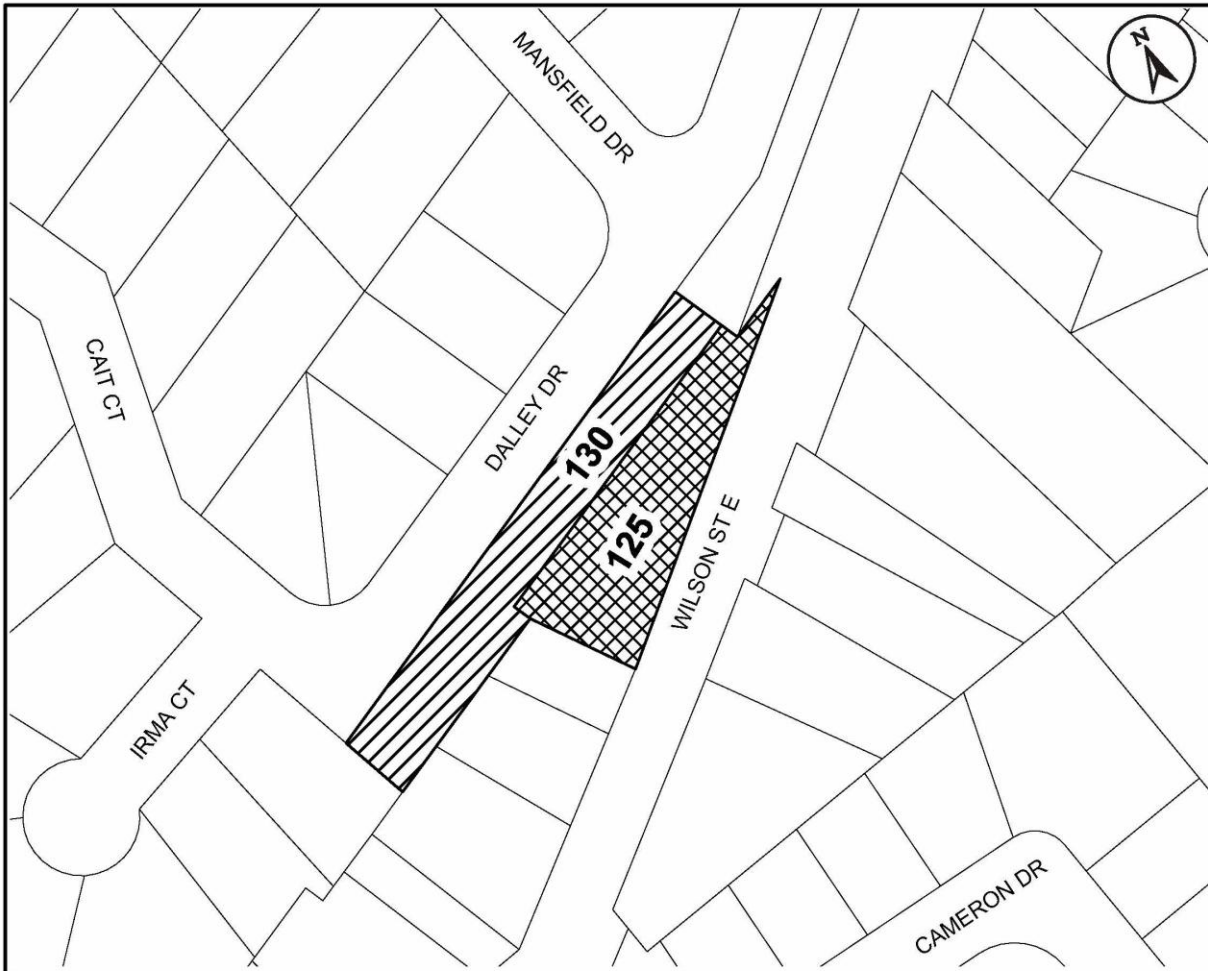 N
MANSFIELD DR
CAIT CT
DALLEY DR
130
125
WILSON ST E
IRMA CT
CAMERON DR